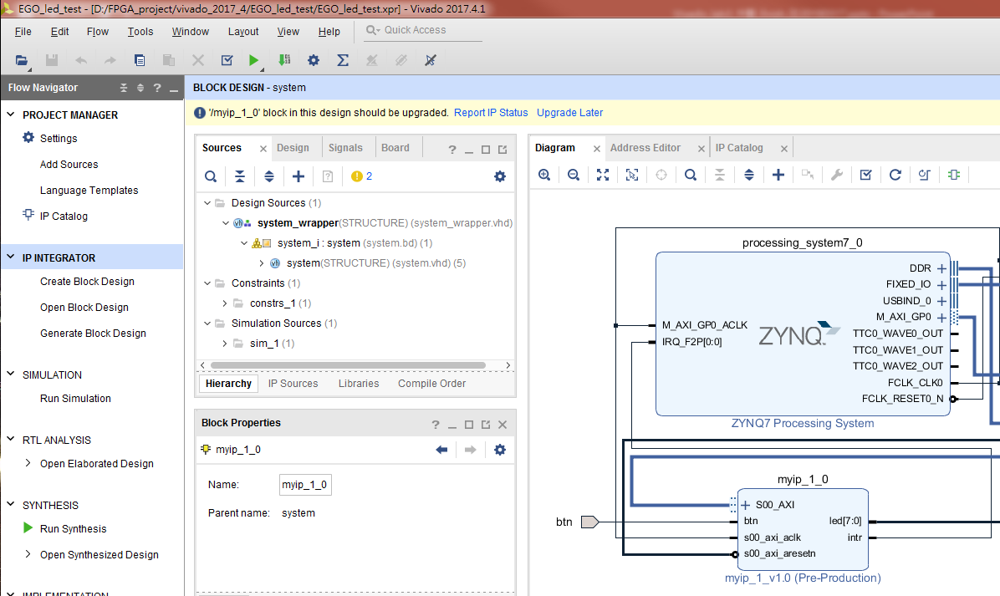 EGO_led_test - [D:/FPGA_project/vivado_2017_4/EGO_led_test/EGO_led_test.xpr] - Vivado 2017.4.1
File Edit Flow Tools Window Layout View Help Quick Access
Flow Navigator
PROJECT MANAGER
Settings
Add Sources
Language Templates
IP Catalog
IP INTEGRATOR
Create Block Design
Open Block Design
Generate Block Design
SIMULATION
Run Simulation
RTL ANALYSIS
Open Elaborated Design
SYNTHESIS
Run Synthesis
Open Synthesized Design
IMPLEMENTATION
BLOCK DESIGN - system
'/myip_1_0' block in this design should be upgraded. Report IP Status Upgrade Later
Sources Design Signals Board
2
Design Sources (1)
system_wrapper(STRUCTURE) (system_wrapper.vhd)
system_i : system (system.bd) (1)
system(STRUCTURE) (system.vhd) (5)
Constraints (1)
constrs_1 (1)
Simulation Sources (1)
sim_1 (1)
Hierarchy IP Sources Libraries Compile Order
Block Properties
myip_1_0
Name: myip_1_0
Parent name: system
Diagram Address Editor IP Catalog
processing_system7_0
DDR
FIXED_IO
USBIND_0
M_AXI_GP0
TTC0_WAVE0_OUT
TTC0_WAVE1_OUT
TTC0_WAVE2_OUT
FCLK_CLK0
FCLK_RESET0_N
M_AXI_GP0_ACLK
IRQ_F2P[0:0]
ZYNQ
ZYNQ7 Processing System
myip_1_0
S00_AXI
btn btn led[7:0]
s00_axi_aclk intr
s00_axi_aresetn
myip_1_v1.0 (Pre-Production)